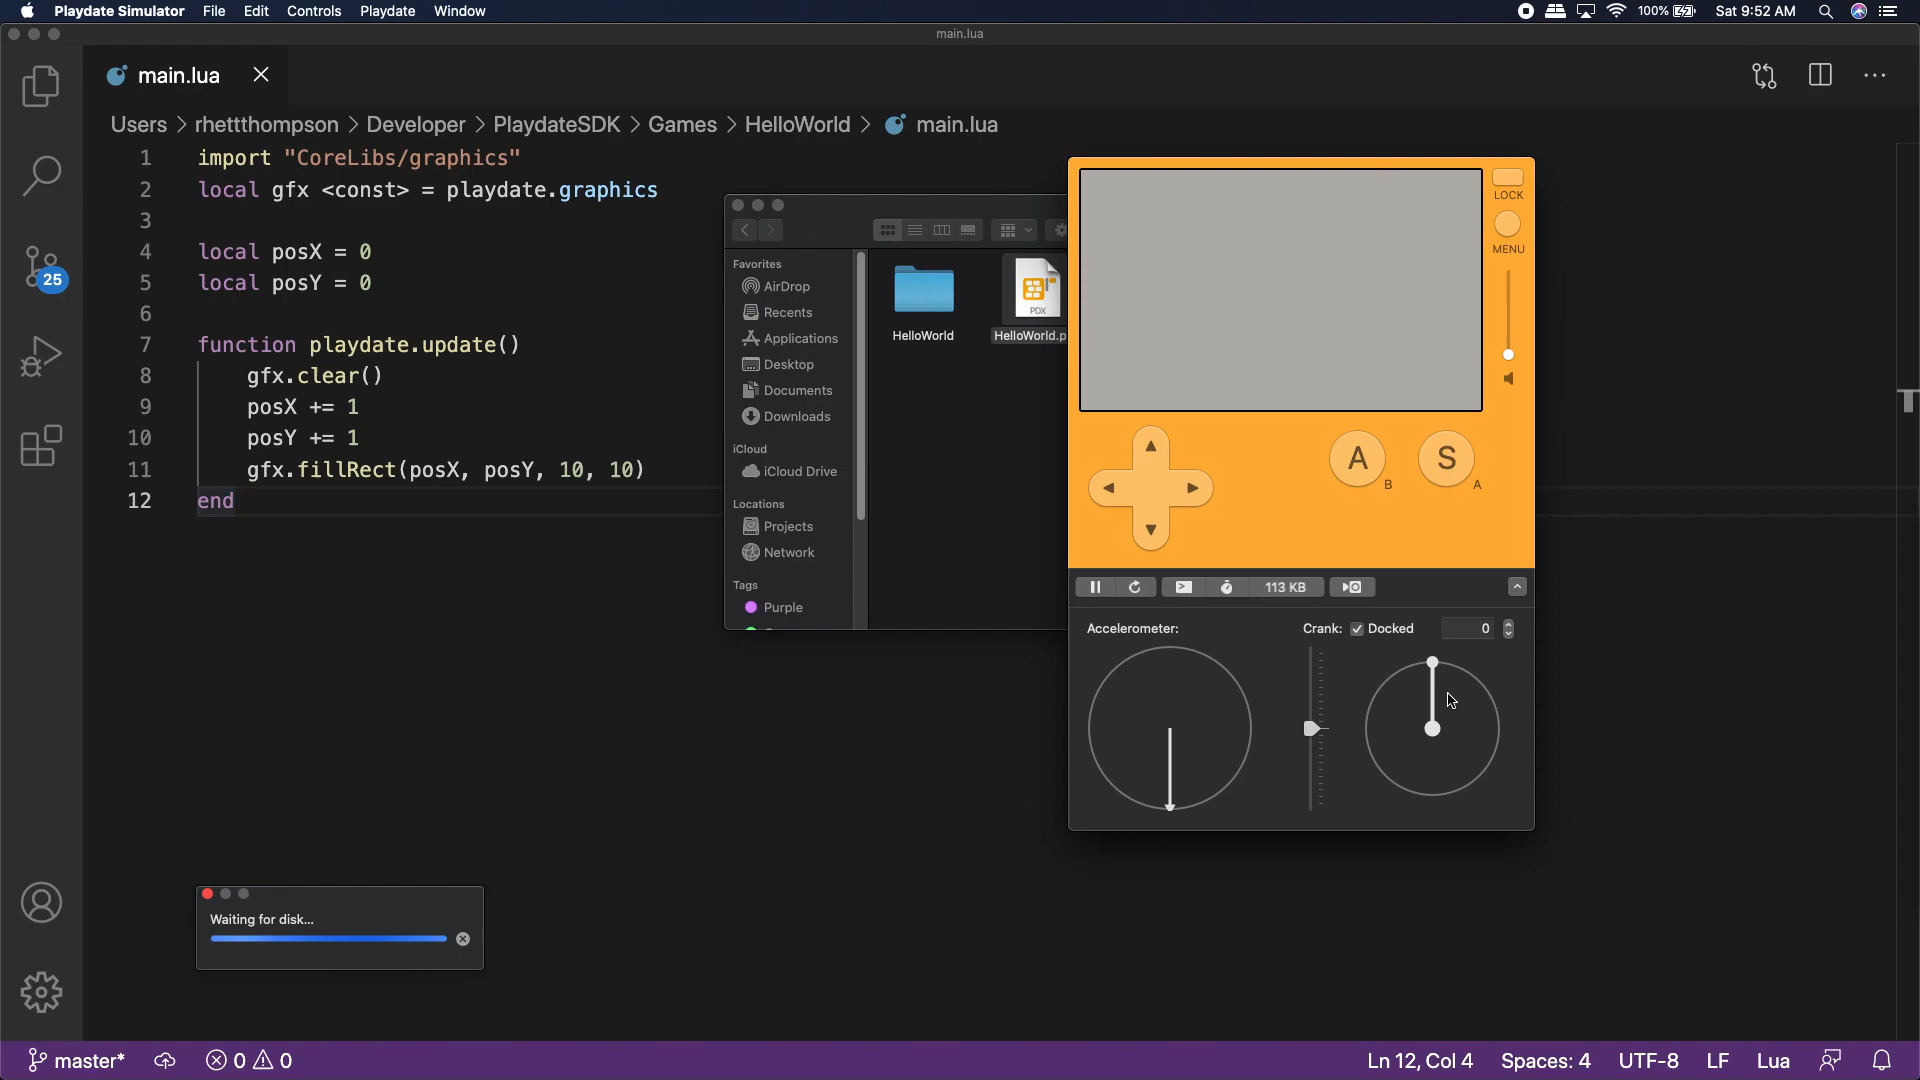 Playdate Simulator File Edit Controls Playdate Window 100% Sat 9:52 AM
main.lua
main.lua
Users > rhettthompson > Developer > PlaydateSDK > Games > HelloWorld > main.lua
1 import "CoreLibs/graphics"
2 local gfx <const> = playdate.graphics
3
4 local posX = 0
5 local posY = 0
6
7 function playdate.update()
8 gfx.clear()
9 posX += 1
10 posY += 1
11 gfx.fillRect(posX, posY, 10, 10)
12 end
25
Favorites
AirDrop
Recents
Applications
Desktop
Documents
Downloads
iCloud
iCloud Drive
Locations
Projects
Network
Tags
Purple
HelloWorld
PDX
HelloWorld.p
LOCK
MENU
A B
S A
113 KB
Accelerometer:
Crank: Docked 0
Waiting for disk...
master* 0 0 Ln 12, Col 4 Spaces: 4 UTF-8 LF Lua